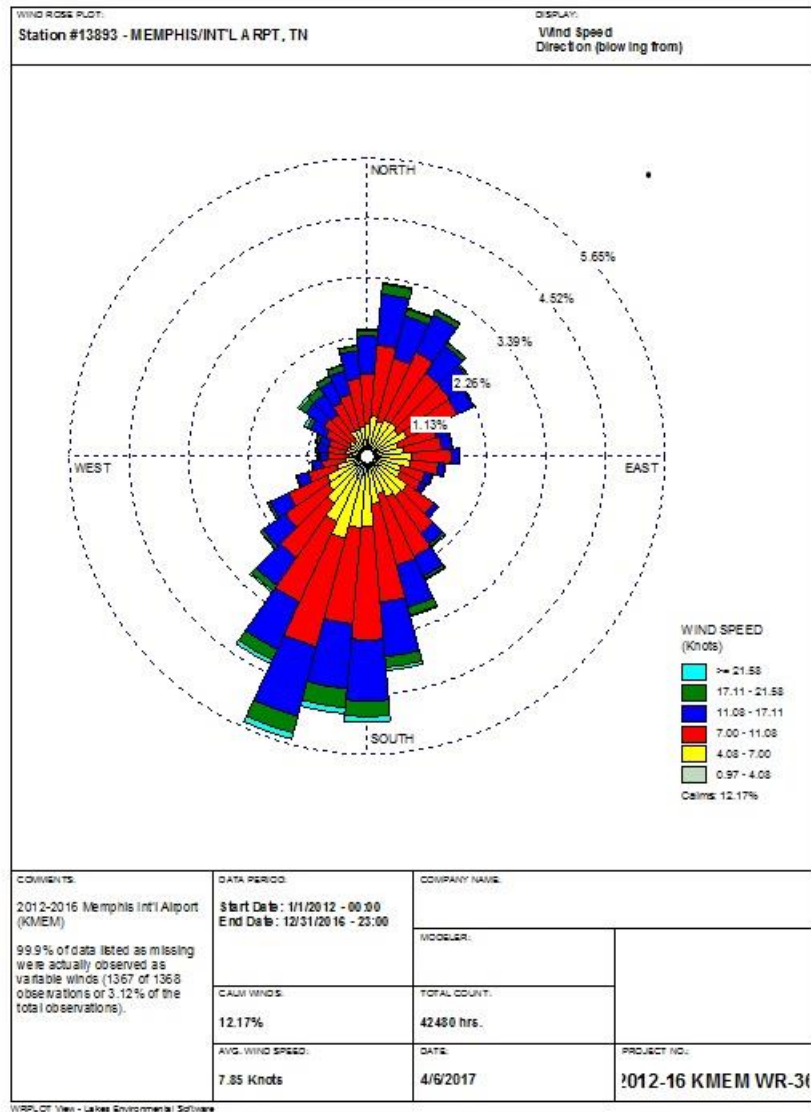 WIND ROSE PLOT:
Station #13893 - MEMPHIS/INT'L ARPT, TN
DISPLAY:
Wind Speed
Direction (blowing from)
NORTH
5.65%
4.52%
3.39%
2.26%
1.13%
WEST
EAST
SOUTH
WIND SPEED
(Knots)
>= 21.58
17.11 - 21.58
11.08 - 17.11
7.00 - 11.08
4.08 - 7.00
0.97 - 4.08
Calms: 12.17%
COMMENTS:
2012-2016 Memphis Int'l Airport
(KMEM)
99.9% of data listed as missing
were actually observed as
variable winds (1367 of 1368
observations or 3.12% of the
total observations).
DATA PERIOD:
Start Date: 1/1/2012 - 00:00
End Date: 12/31/2016 - 23:00
COMPANY NAME:
MODELER:
CALM WINDS:
12.17%
TOTAL COUNT:
42480 hrs.
AVG. WIND SPEED:
7.85 Knots
DATE:
4/6/2017
PROJECT NO.:
2012-16 KMEM WR-3
WRPLOT View - Lakes Environmental Software